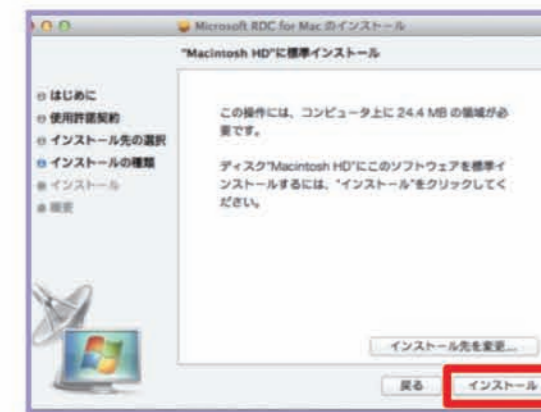 Microsoft RDC for Mac のインストール
"Macintosh HD"に標準インストール
はじめに
使用許諾契約
インストール先の選択
インストールの種類
インストール
概要
この操作には、コンピュータ上に 24.4 MB の領域が必
要です。
ディスク"Macintosh HD"にこのソフトウェアを標準イ
ンストールするには、"インストール"をクリックしてく
ださい。
インストール先を変更...
戻る
インストール